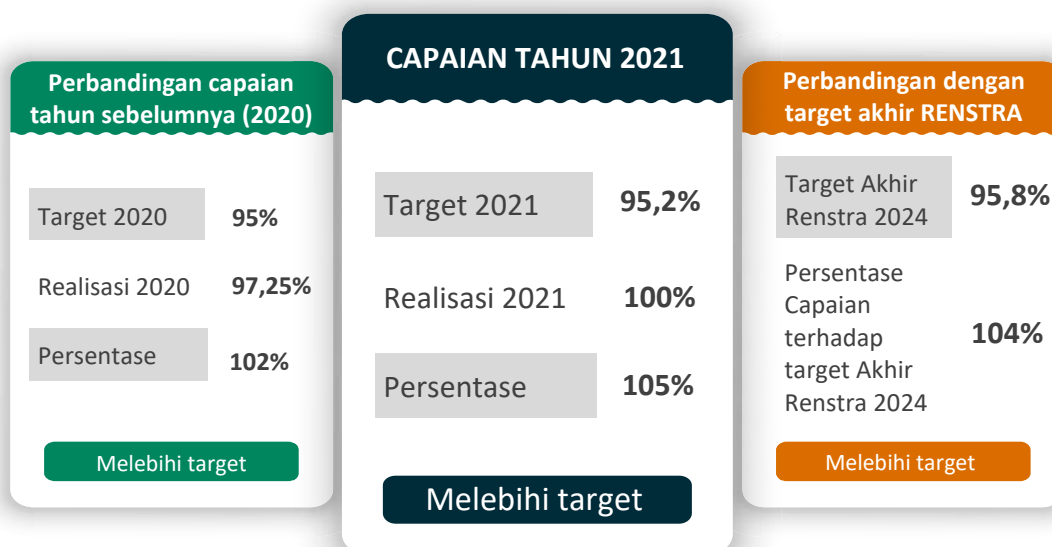 Perbandingan capaian
tahun sebelumnya (2020)
Target 2020 95%
Realisasi 2020 97,25%
Persentase 102%
Melebihi target
CAPAIAN TAHUN 2021
Target 2021 95,2%
Realisasi 2021 100%
Persentase 105%
Melebihi target
Perbandingan dengan
target akhir RENSTRA
Target Akhir
Renstra 2024
95,8%
Persentase
Capaian
terhadap
target Akhir
Renstra 2024
104%
Melebihi target